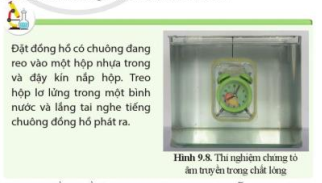 Đặt đồng hồ có chuông đang
reo vào một hộp nhựa trong
và đậy kín nắp hộp. Treo
hộp lơ lửng trong một bình
nước và lắng tai nghe tiếng
chuông đồng hồ phát ra.
Hình 9.8. Thí nghiệm chứng tỏ
âm truyền trong chất lỏng